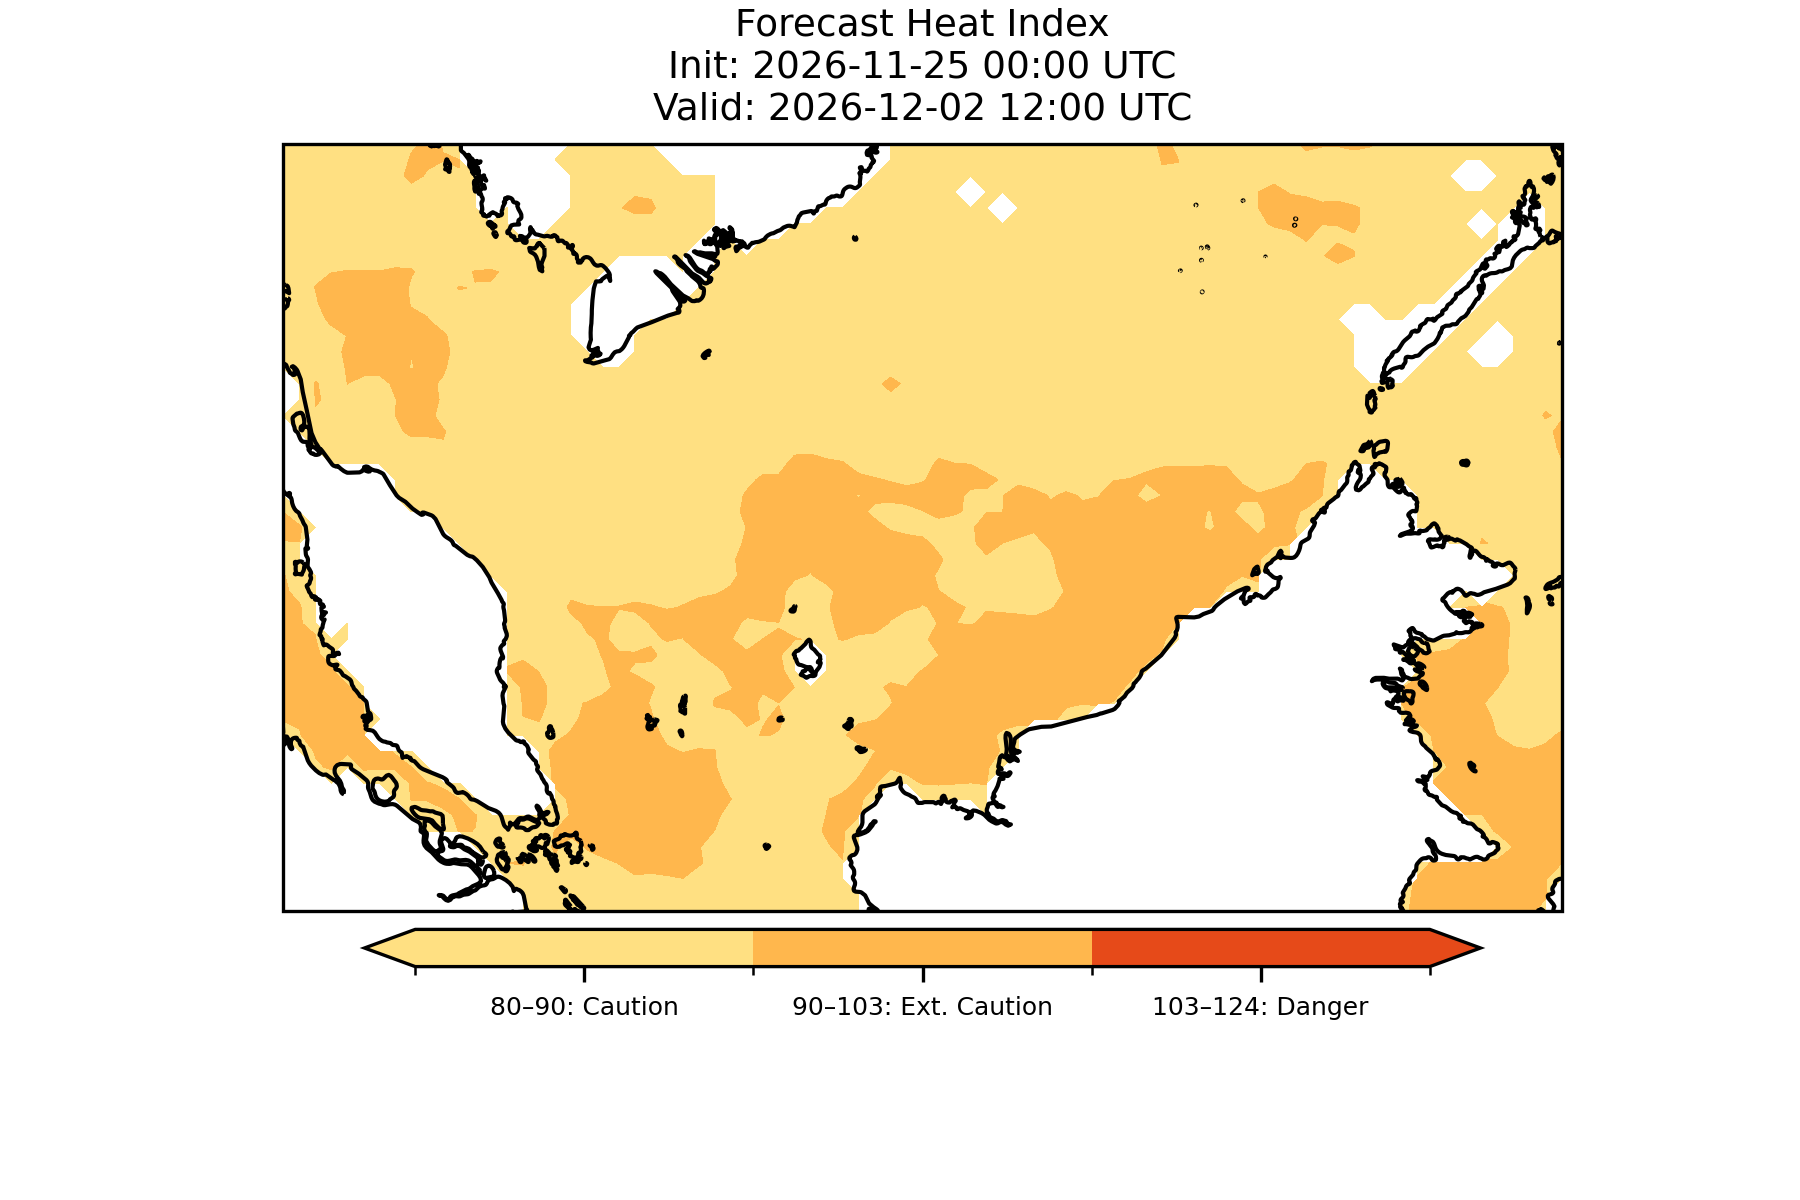 Forecast Heat Index
Init: 2026-11-25 00:00 UTC
Valid: 2026-12-02 12:00 UTC
80–90: Caution
90–103: Ext. Caution
103–124: Danger